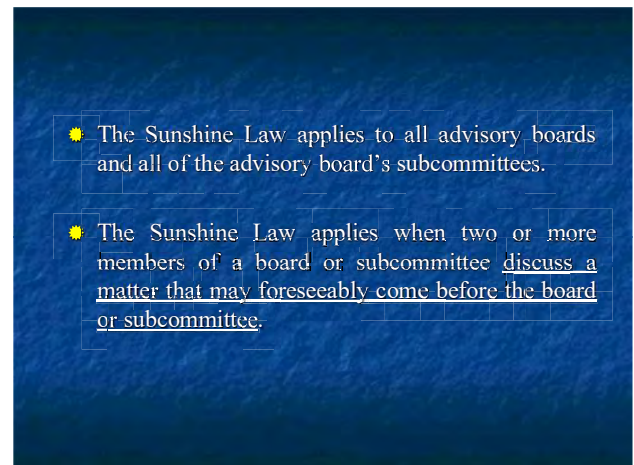 The Sunshine Law applies to all advisory boards
and all of the advisory board's subcommittees.
The Sunshine Law applies when two or more
members of a board or subcommittee discuss a
matter that may foreseeably come before the board
or subcommittee.